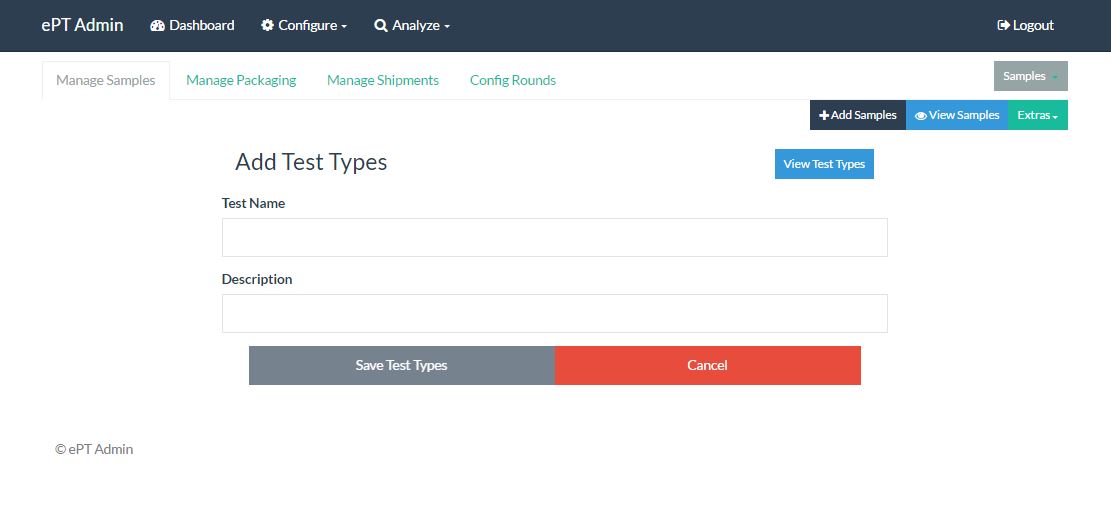 ePT Admin Dashboard Configure Analyze Logout
Manage Samples Manage Packaging Manage Shipments Config Rounds Samples
Add Samples View Samples Extras
Add Test Types View Test Types
Test Name
Description
Save Test Types Cancel
© ePT Admin